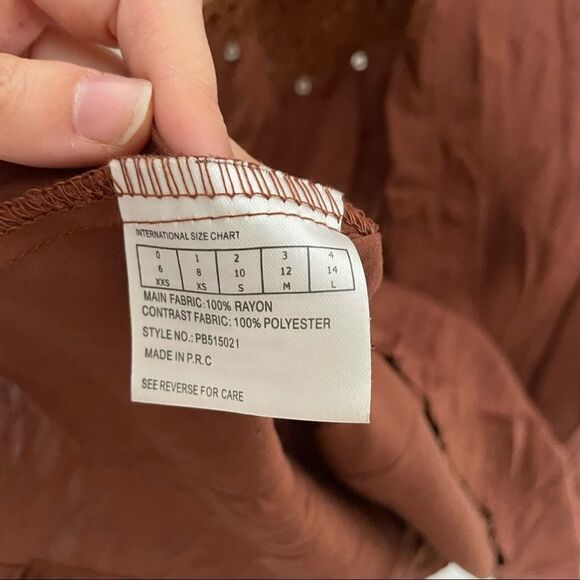 INTERNATIONAL SIZE CHART
0 1 2 3 4
6 8 10 12 14
XXS XS S M L
MAIN FABRIC:100% RAYON
CONTRAST FABRIC: 100% POLYESTER
STYLE NO.: PB515021
MADE IN P.R.C
SEE REVERSE FOR CARE